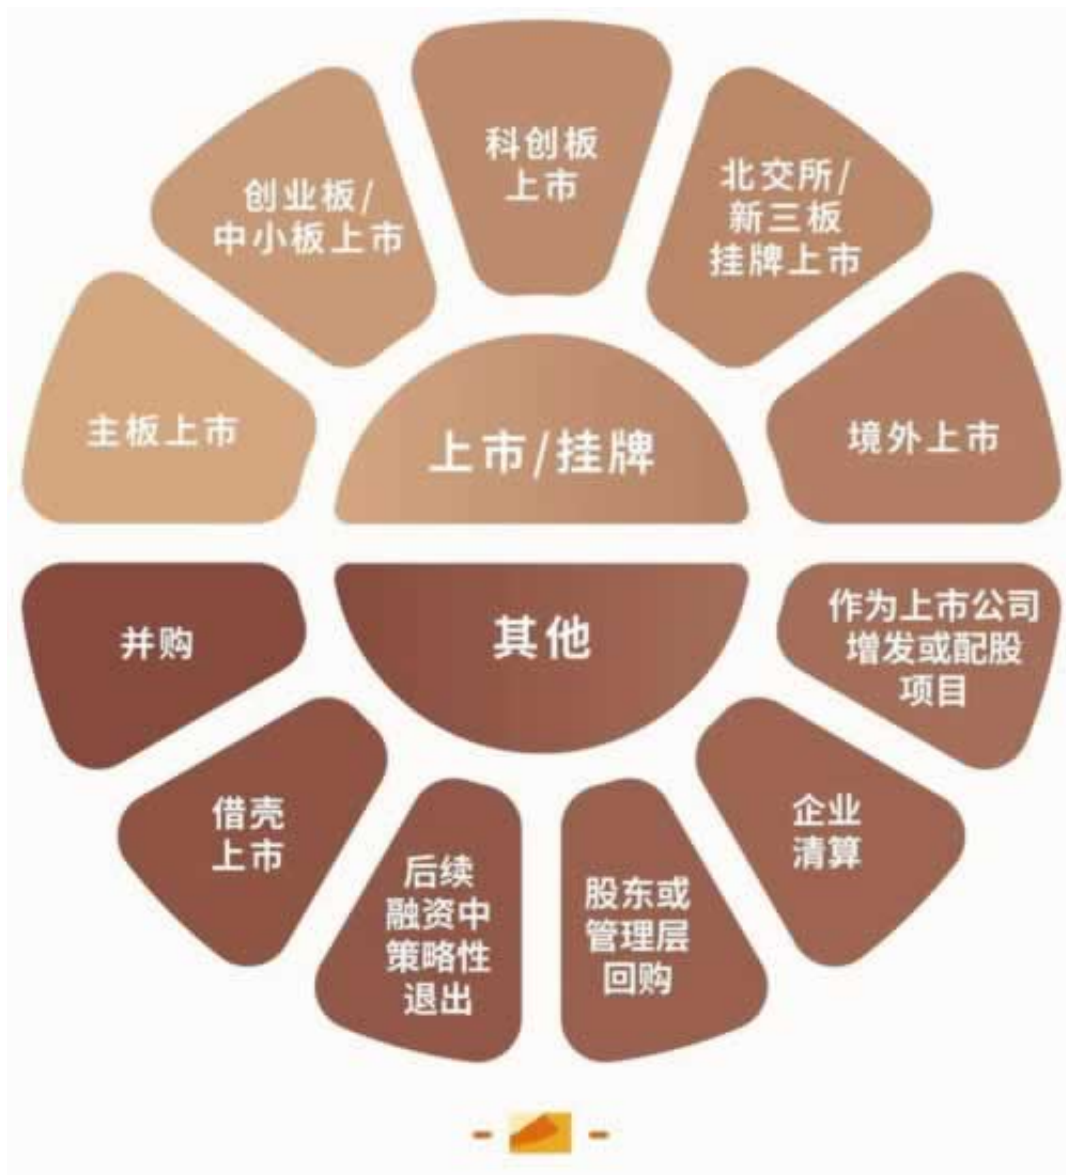 科创板
上市
创业板/
中小板上市
北交所/
新三板
挂牌上市
主板上市
上市/挂牌
境外上市
并购
其他
作为上市公司
增发或配股
项目
借壳
上市
后续
融资中
策略性
退出
股东或
管理层
回购
企业
清算